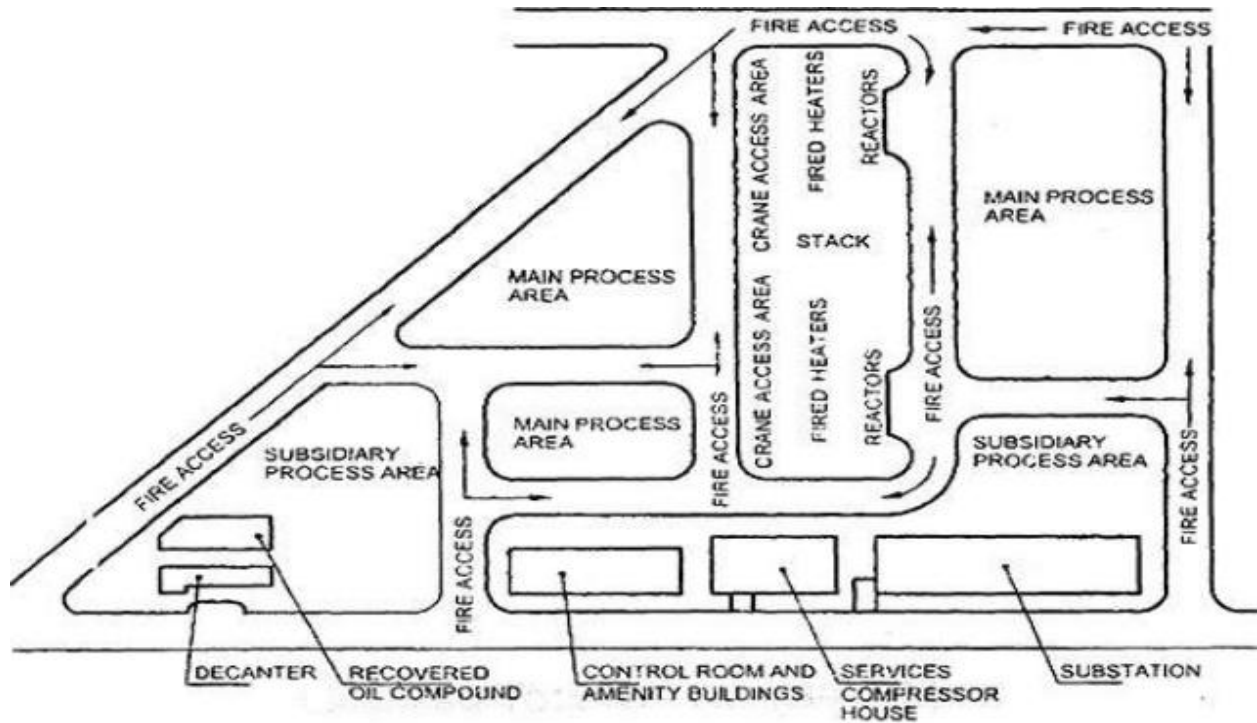 FIRE ACCESS
FIRE ACCESS
CRANE ACCESS AREA
FIRED HEATERS
REACTORS
MAIN PROCESS
AREA
STACK
MAIN PROCESS
AREA
CRANE ACCESS AREA
FIRED HEATERS
REACTORS
FIRE ACCESS
MAIN PROCESS
AREA
FIRE ACCESS
SUBSIDIARY
PROCESS AREA
SUBSIDIARY
PROCESS AREA
FIRE ACCESS
FIRE ACCESS
FIRE ACCESS
DECANTER
RECOVERED
OIL COMPOUND
CONTROL ROOM AND
AMENITY BUILDINGS
SERVICES
COMPRESSOR
HOUSE
SUBSTATION